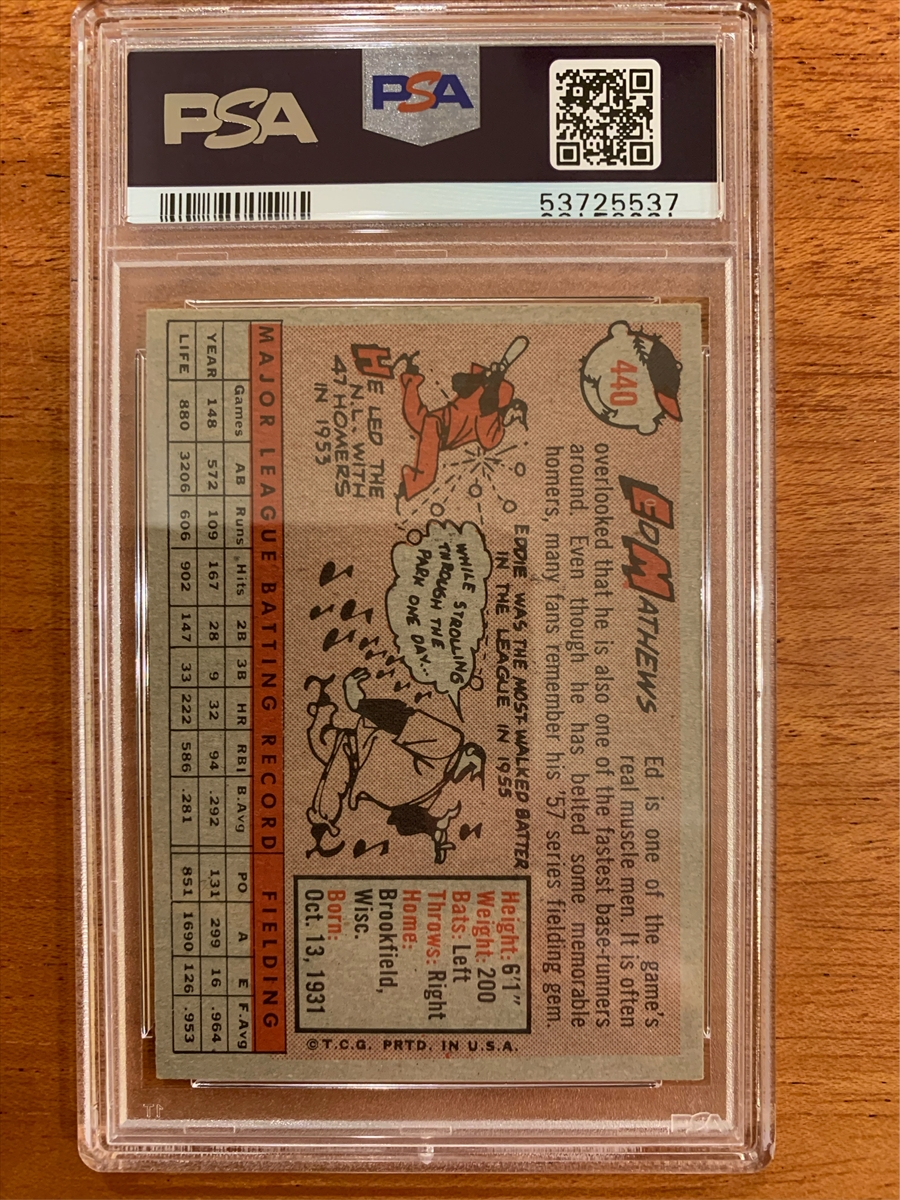 PSA
PSA
53725537
440
ED MATHEWS
Ed is one of the game's
real muscle men. It is often
overlooked that he is also one of the fastest base-runners
around. Even though he has belted some memorable
homers, many fans remember his '57 series fielding gem.
HE LED THE
N.L. WITH
47 HOMERS
IN 1953
EDDIE WAS THE MOST-WALKED BATTER
IN THE LEAGUE IN 1955
WHILE STROLLING
THROUGH THE
PARK ONE DAY...
Height: 6'1"
Weight: 200
Bats: Left
Throws: Right
Home:
Brookfield,
Wisc.
Born:
Oct. 13, 1931
MAJOR LEAGUE BATTING RECORD FIELDING
Games AB Runs Hits 2B 3B HR RBI B.Avg PO A E F.Avg
YEAR 148 572 109 167 28 9 32 94 .292 131 299 16 .964
LIFE 880 3206 606 902 147 33 222 586 .281 851 1690 126 .953
©T.C.G. PRTD. IN U.S.A.
PSA